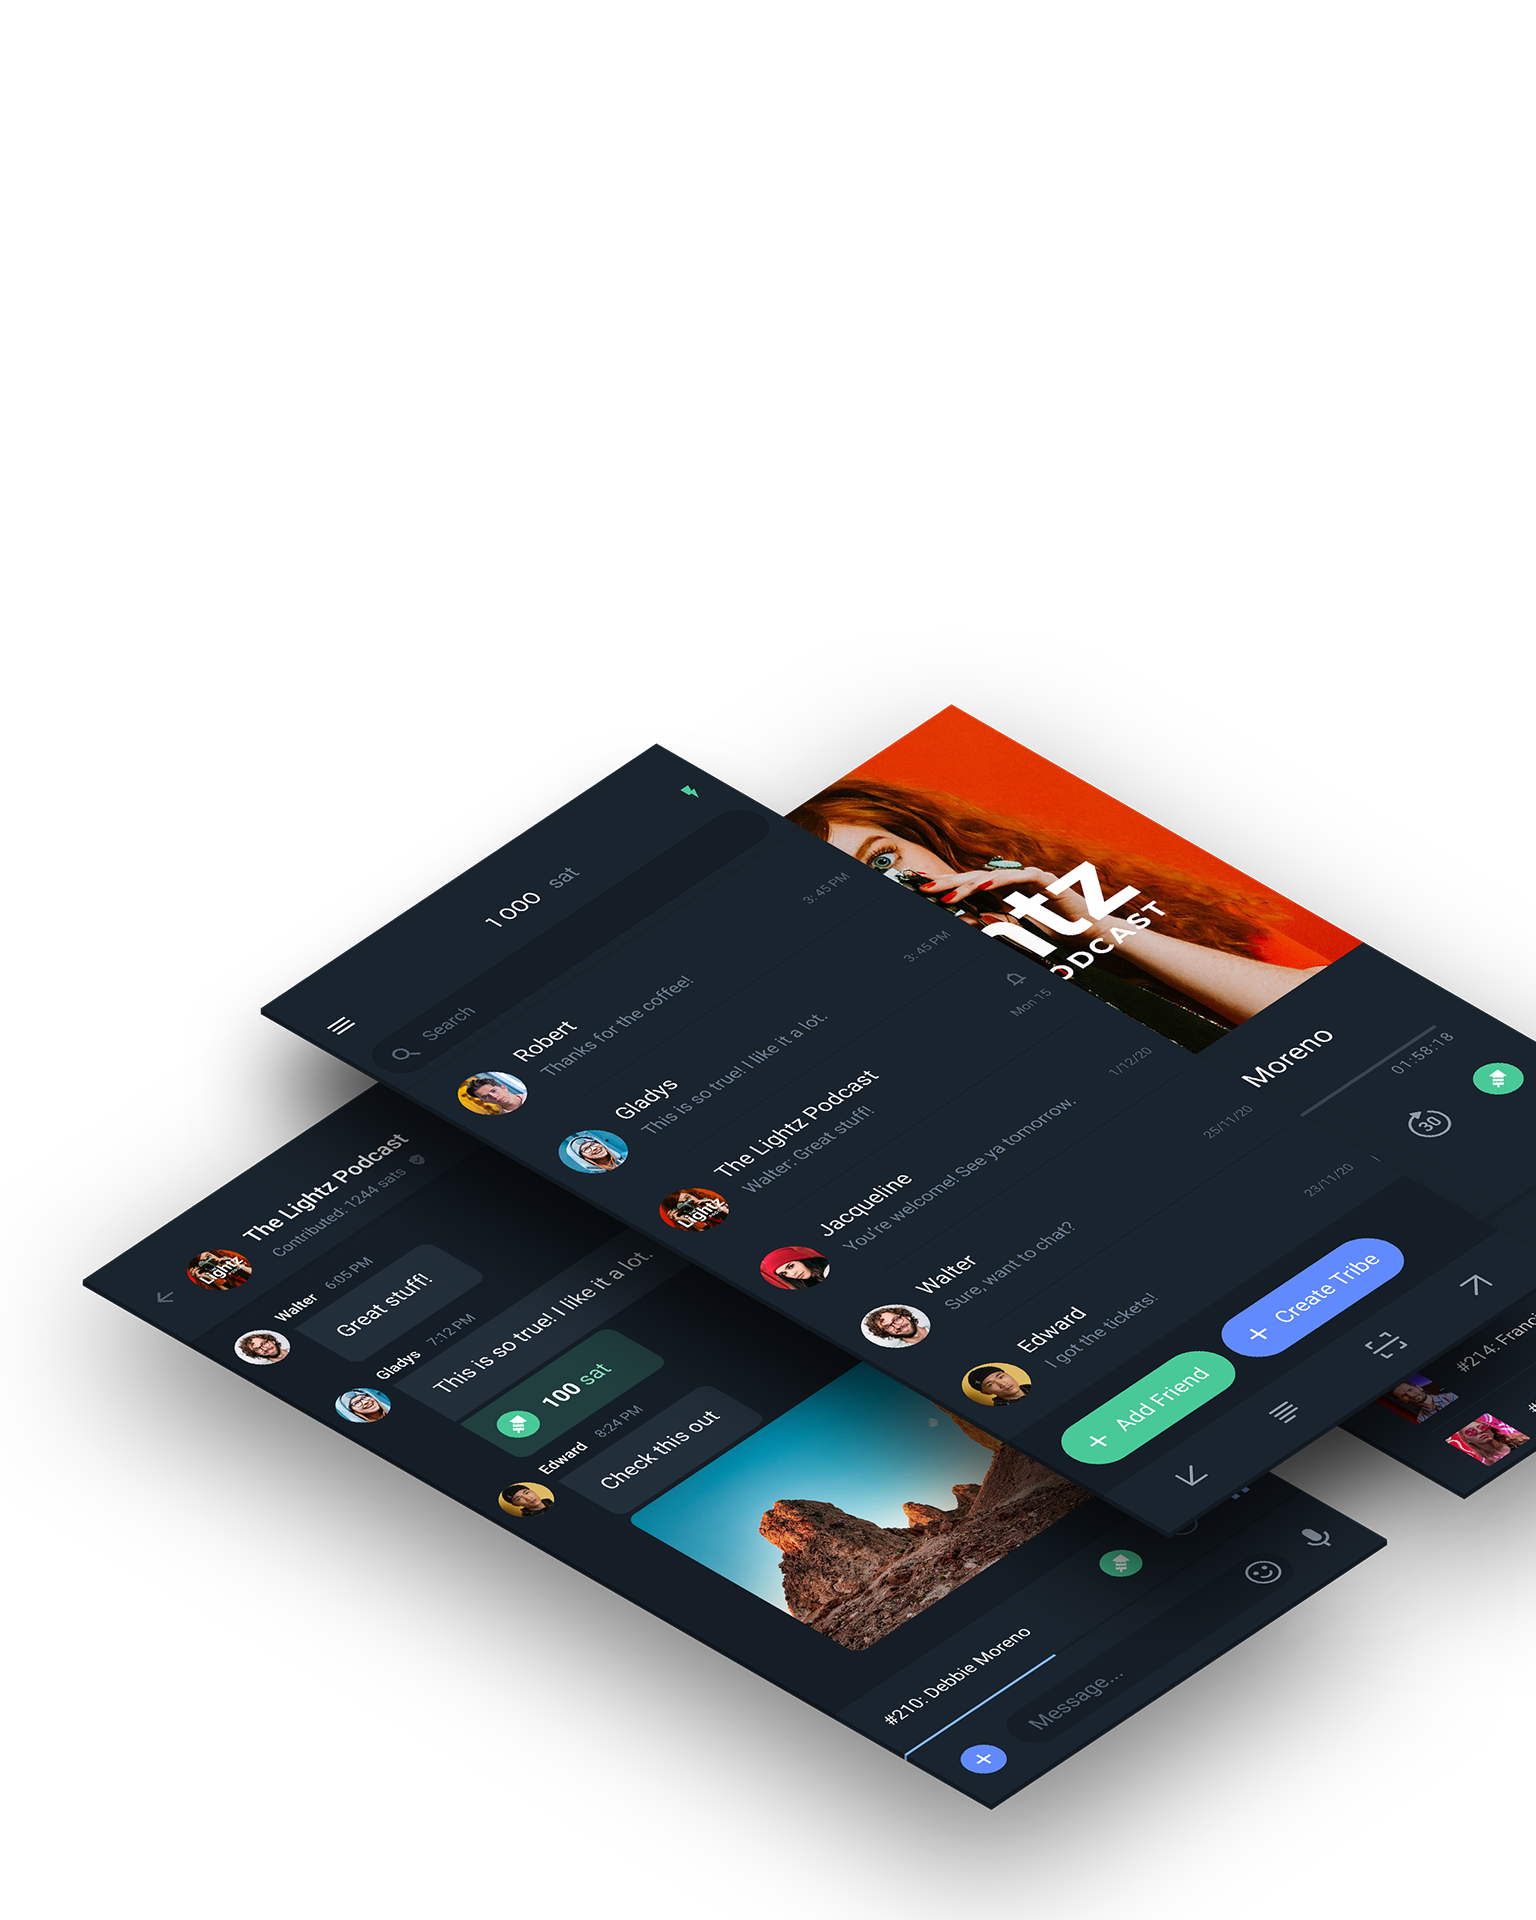 1 000 sat
Search
Robert
3:45 PM
Thanks for the coffee!
Gladys
3:45 PM
This is so true! I like it a lot.
The Lightz Podcast
Mon 15
Walter: Great stuff!
Jacqueline
1/12/20
You're welcome! See ya tomorrow.
Walter
25/11/20
Sure, want to chat?
Edward
23/11/20
I got the tickets!
+ Add Friend
+ Create Tribe
The Lightz Podcast
Contributed: 1244 sats
Walter 6:05 PM
Great stuff!
Gladys 7:12 PM
This is so true! I like it a lot.
100 sat
Edward 8:24 PM
Check this out
#210: Debbie Moreno
Message...
ntz
ODCAST
Moreno
01:58:18
30
#214: Franci
#
Lightz
Lightz